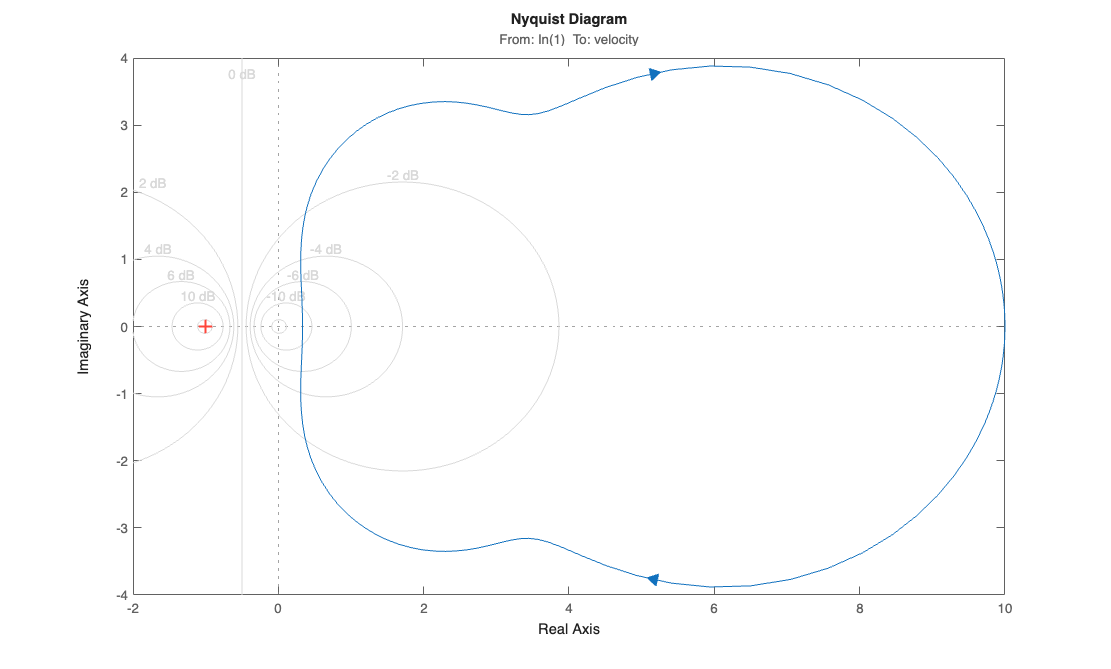 Nyquist Diagram
From: In(1)  To: velocity
4
0 dB
3
2 dB
-2 dB
2
4 dB
-4 dB
1
6 dB
-6 dB
10 dB
-10 dB
0
-1
-2
-3
-4
-2
0
2
4
6
8
10
Real Axis
Imaginary Axis